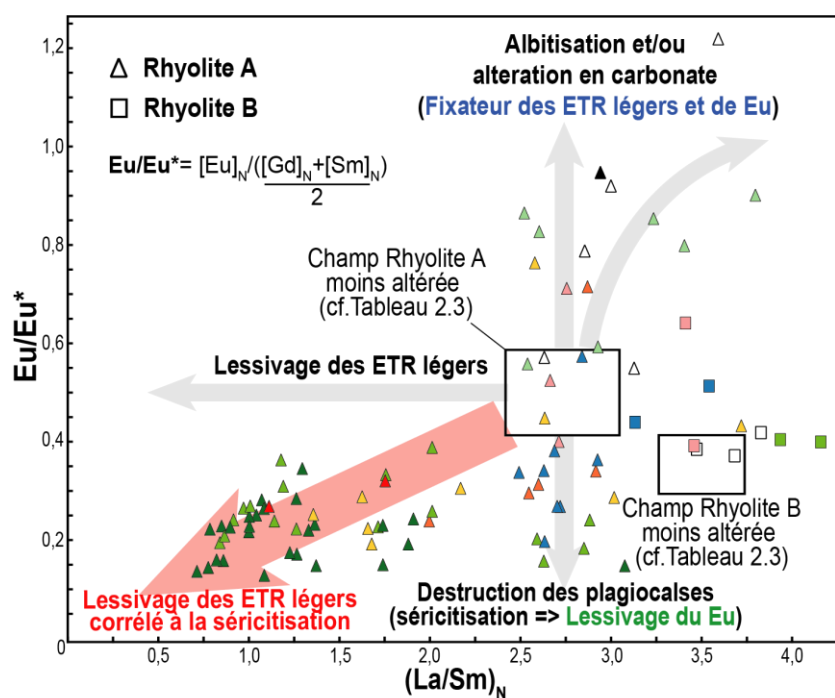 1,2
1,0
0,8
0,6
0,4
0,2
Eu/Eu*
Rhyolite A
Rhyolite B
Eu/Eu*= [Eu]N/([Gd]N+[Sm]N)
2
Albitisation et/ou
alteration en carbonate
(Fixateur des ETR légers et de Eu)
Champ Rhyolite A
moins altérée
(cf.Tableau 2.3)
Lessivage des ETR légers
Champ Rhyolite B
moins altérée
(cf.Tableau 2.3)
Lessivage des ETR légers
corrélé à la séricitisation
Destruction des plagiocalses
(séricitisation => Lessivage du Eu)
0,5
1,0
1,5
2,0
2,5
3,0
3,5
4,0
(La/Sm)N